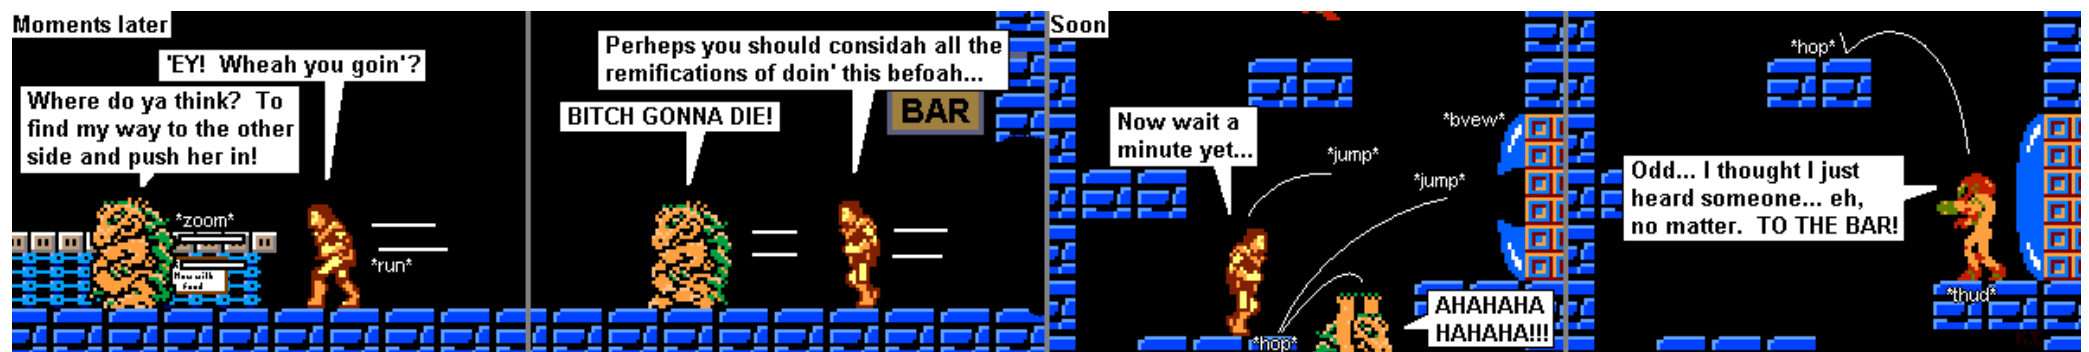 Moments later
'EY!  Wheah you goin'?
Where do ya think?  To
find my way to the other
side and push her in!
*zoom*
*run*
Now with
food
Perheps you should considah all the
remifications of doin' this befoah...
BITCH GONNA DIE!
BAR
Soon
Now wait a
minute yet...
*jump*
*bvew*
*jump*
AHAHAHA
HAHAHA!!!
*hop*
*hop*
Odd... I thought I just
heard someone... eh,
no matter.  TO THE BAR!
*thud*